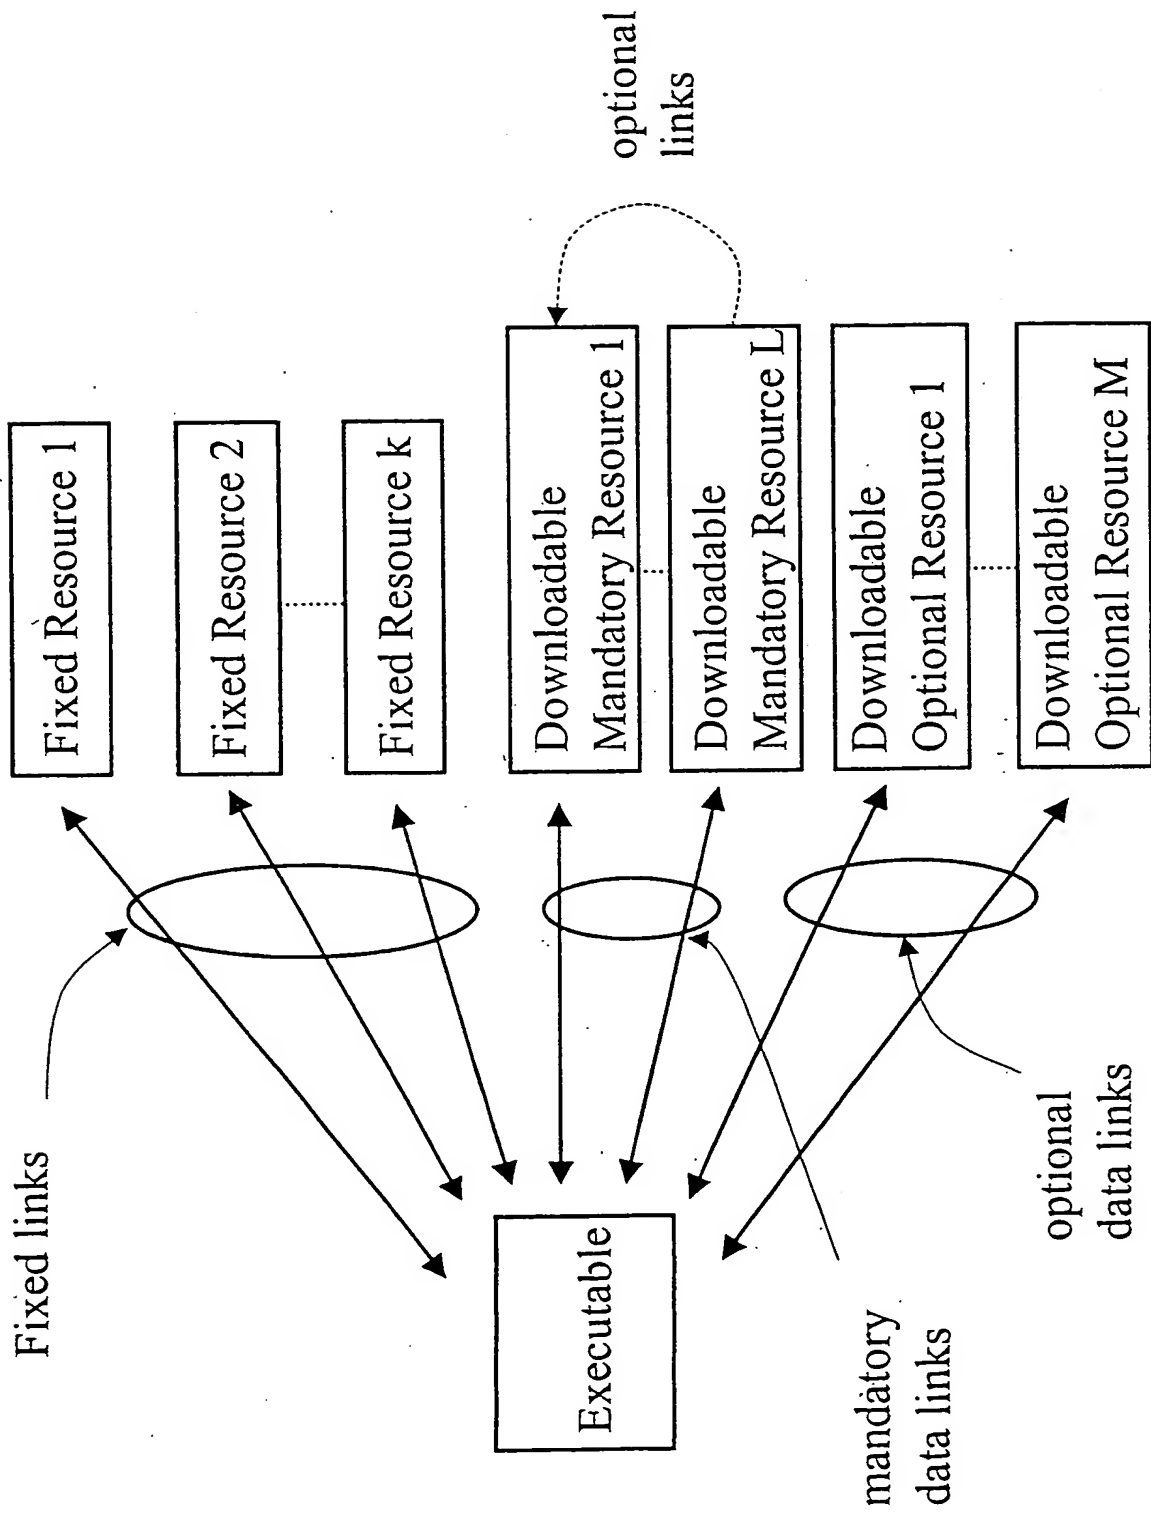 Fixed links
Fixed Resource 1
Fixed Resource 2
Fixed Resource k
Executable
Downloadable
Mandatory Resource 1
Downloadable
Mandatory Resource L
optional
links
Downloadable
Optional Resource 1
Downloadable
Optional Resource M
mandatory
data links
optional
data links